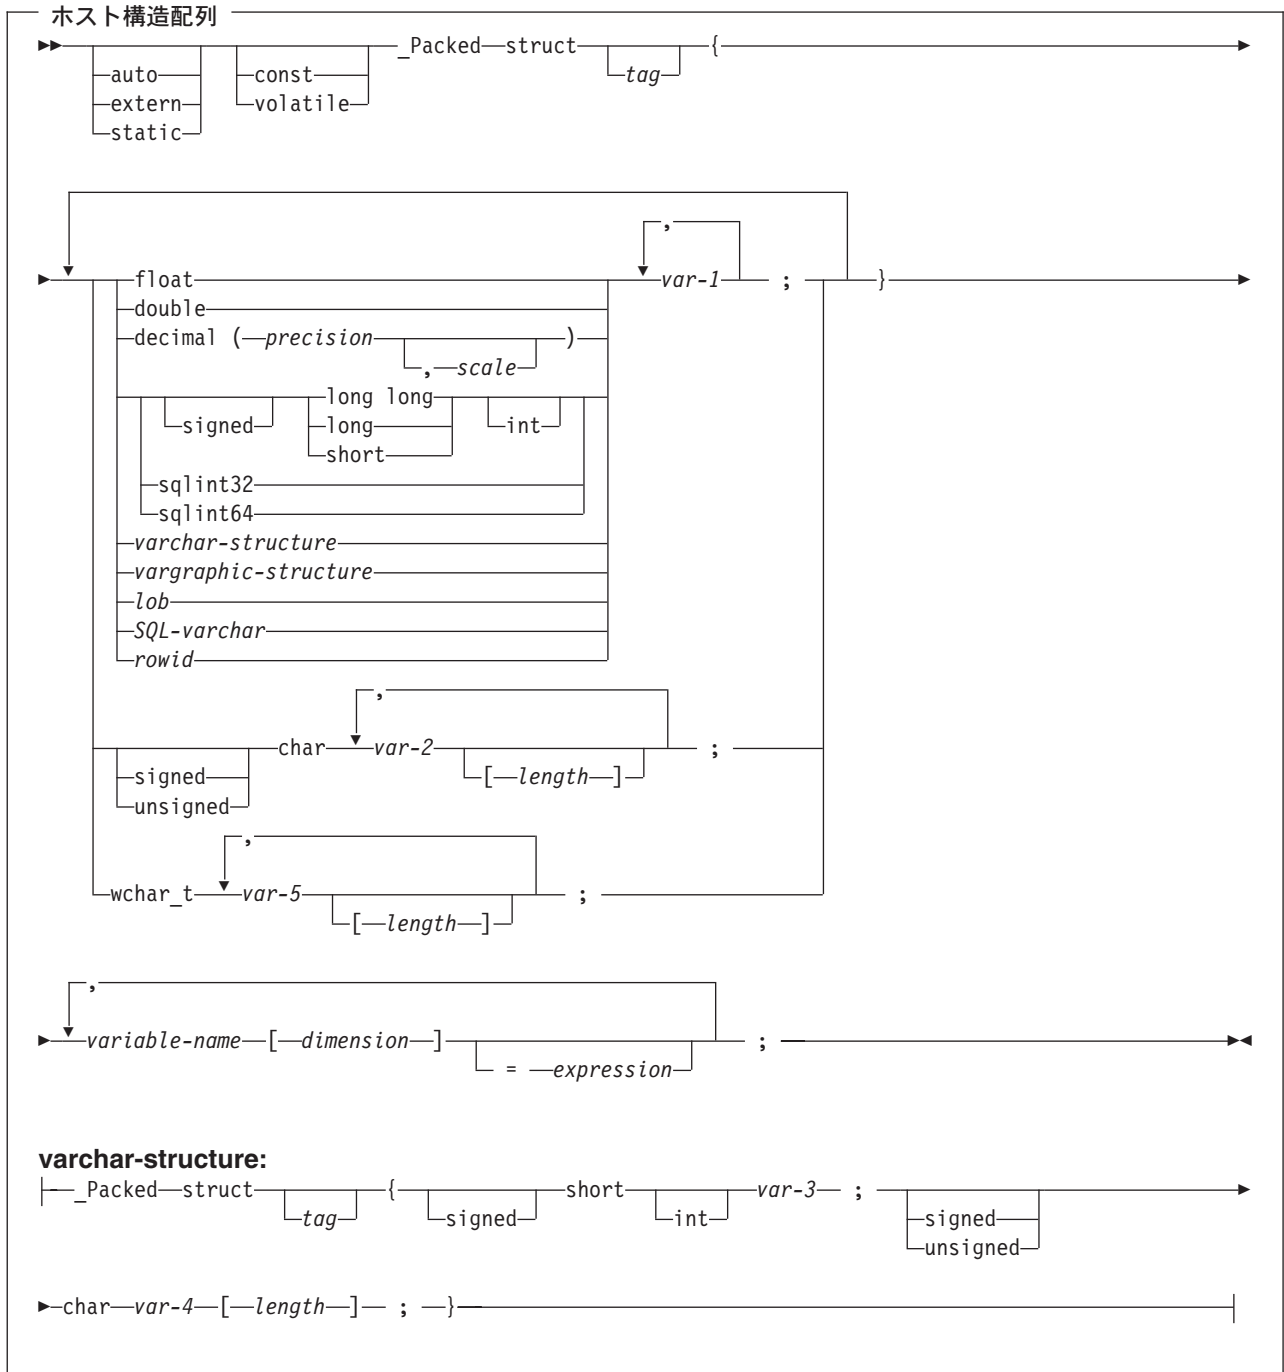 ホスト構造配列
_Packed struct {
auto const tag
extern volatile
static
,
float var-1 ; }
double
decimal ( precision )
, scale
long long
signed long int
short
sqlint32
sqlint64
varchar-structure
vargraphic-structure
lob
SQL-varchar
rowid
,
char var-2 ;
signed [ length ]
unsigned
,
wchar_t var-5 ;
[ length ]
,
variable-name [ dimension ] ;
= expression
varchar-structure:
_Packed struct { short var-3 ;
tag signed int signed
unsigned
char var-4 [ length ] ; }